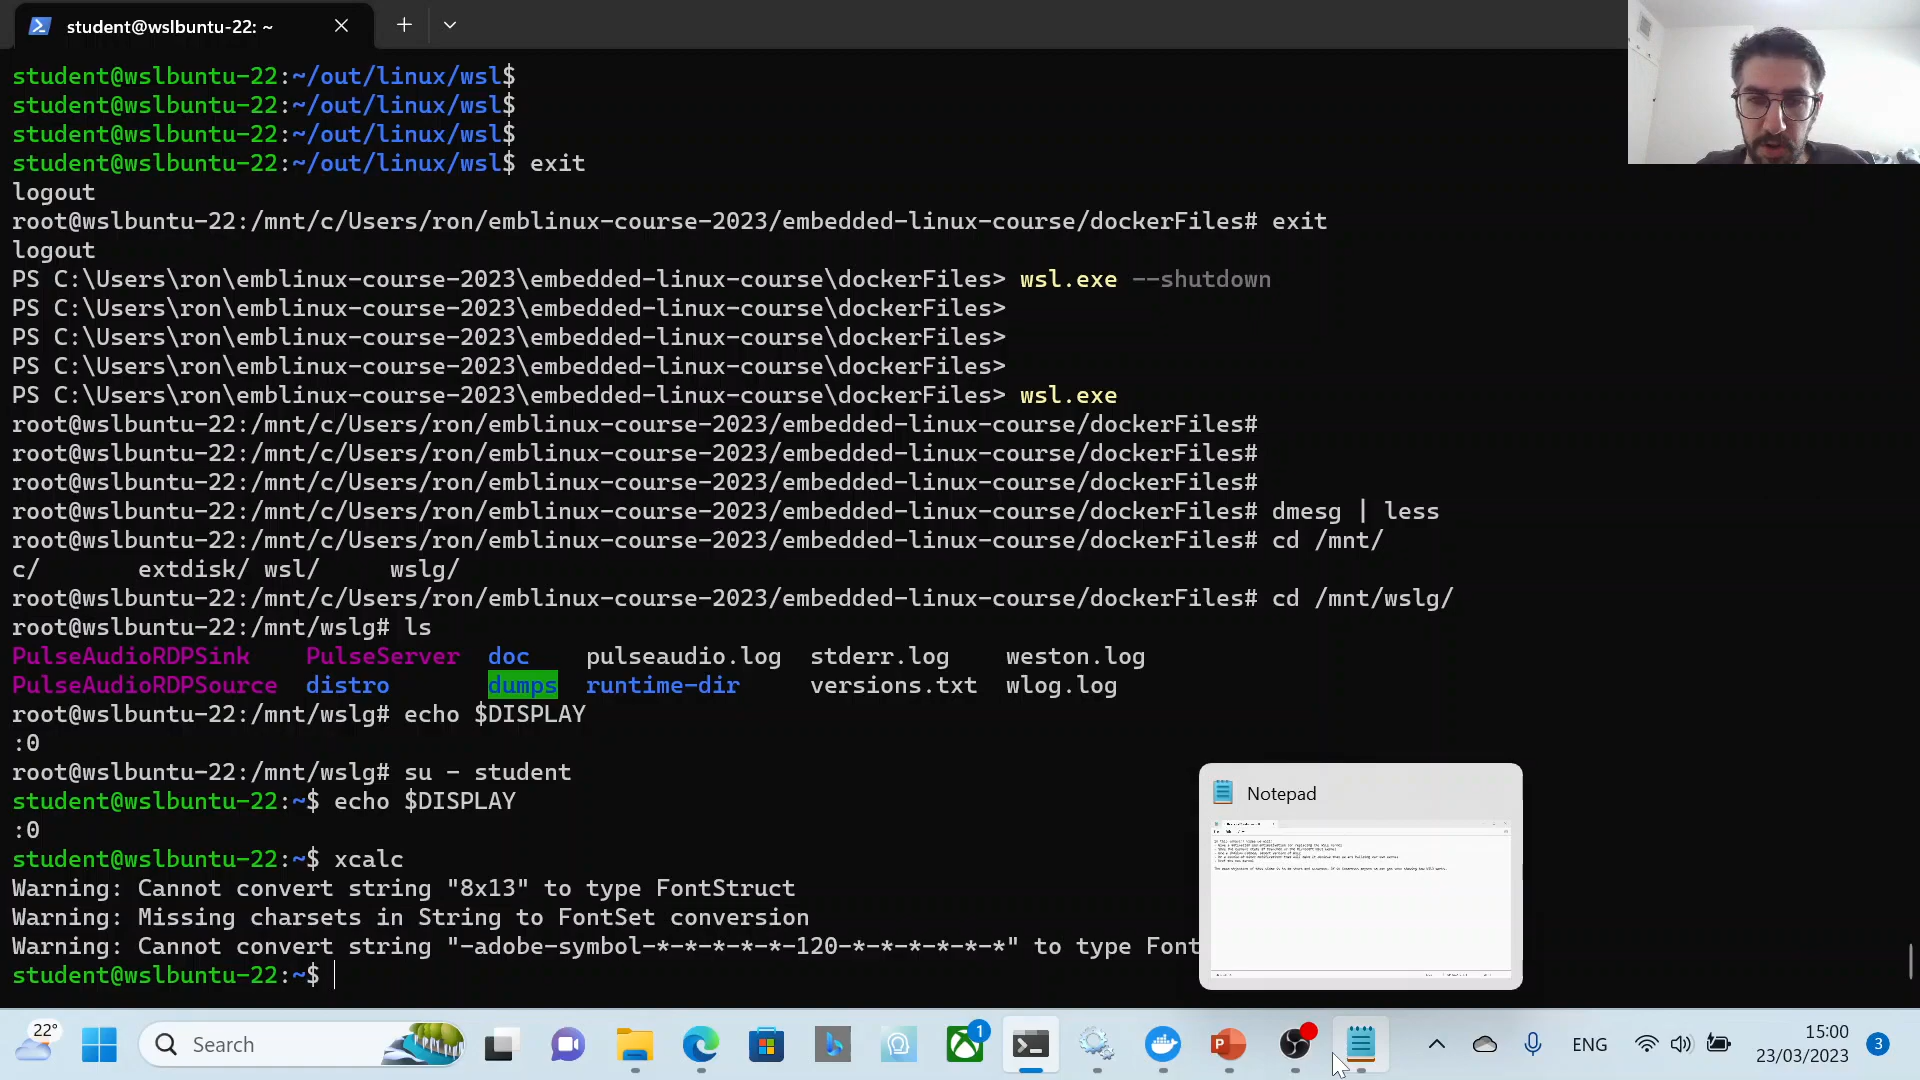 student@wslbuntu-22: ~
student@wslbuntu-22:~/out/linux/wsl$
student@wslbuntu-22:~/out/linux/wsl$
student@wslbuntu-22:~/out/linux/wsl$
student@wslbuntu-22:~/out/linux/wsl$ exit
logout
root@wslbuntu-22:/mnt/c/Users/ron/emblinux-course-2023/embedded-linux-course/dockerFiles# exit
logout
PS C:\Users\ron\emblinux-course-2023\embedded-linux-course\dockerFiles> wsl.exe --shutdown
PS C:\Users\ron\emblinux-course-2023\embedded-linux-course\dockerFiles>
PS C:\Users\ron\emblinux-course-2023\embedded-linux-course\dockerFiles>
PS C:\Users\ron\emblinux-course-2023\embedded-linux-course\dockerFiles>
PS C:\Users\ron\emblinux-course-2023\embedded-linux-course\dockerFiles> wsl.exe
root@wslbuntu-22:/mnt/c/Users/ron/emblinux-course-2023/embedded-linux-course/dockerFiles#
root@wslbuntu-22:/mnt/c/Users/ron/emblinux-course-2023/embedded-linux-course/dockerFiles#
root@wslbuntu-22:/mnt/c/Users/ron/emblinux-course-2023/embedded-linux-course/dockerFiles#
root@wslbuntu-22:/mnt/c/Users/ron/emblinux-course-2023/embedded-linux-course/dockerFiles# dmesg | less
root@wslbuntu-22:/mnt/c/Users/ron/emblinux-course-2023/embedded-linux-course/dockerFiles# cd /mnt/
c/ extdisk/ wsl/ wslg/
root@wslbuntu-22:/mnt/c/Users/ron/emblinux-course-2023/embedded-linux-course/dockerFiles# cd /mnt/wslg/
root@wslbuntu-22:/mnt/wslg# ls
PulseAudioRDPSink PulseServer doc pulseaudio.log stderr.log weston.log
PulseAudioRDPSource distro dumps runtime-dir versions.txt wlog.log
root@wslbuntu-22:/mnt/wslg# echo $DISPLAY
:0
root@wslbuntu-22:/mnt/wslg# su - student
student@wslbuntu-22:~$ echo $DISPLAY
:0
student@wslbuntu-22:~$ xcalc
Warning: Cannot convert string "8x13" to type FontStruct
Warning: Missing charsets in String to FontSet conversion
Warning: Cannot convert string "-adobe-symbol-*-*-*-*-*-120-*-*-*-*-*-*" to type Font
student@wslbuntu-22:~$
Notepad
22°
Search
1
ENG
15:00
23/03/2023
3